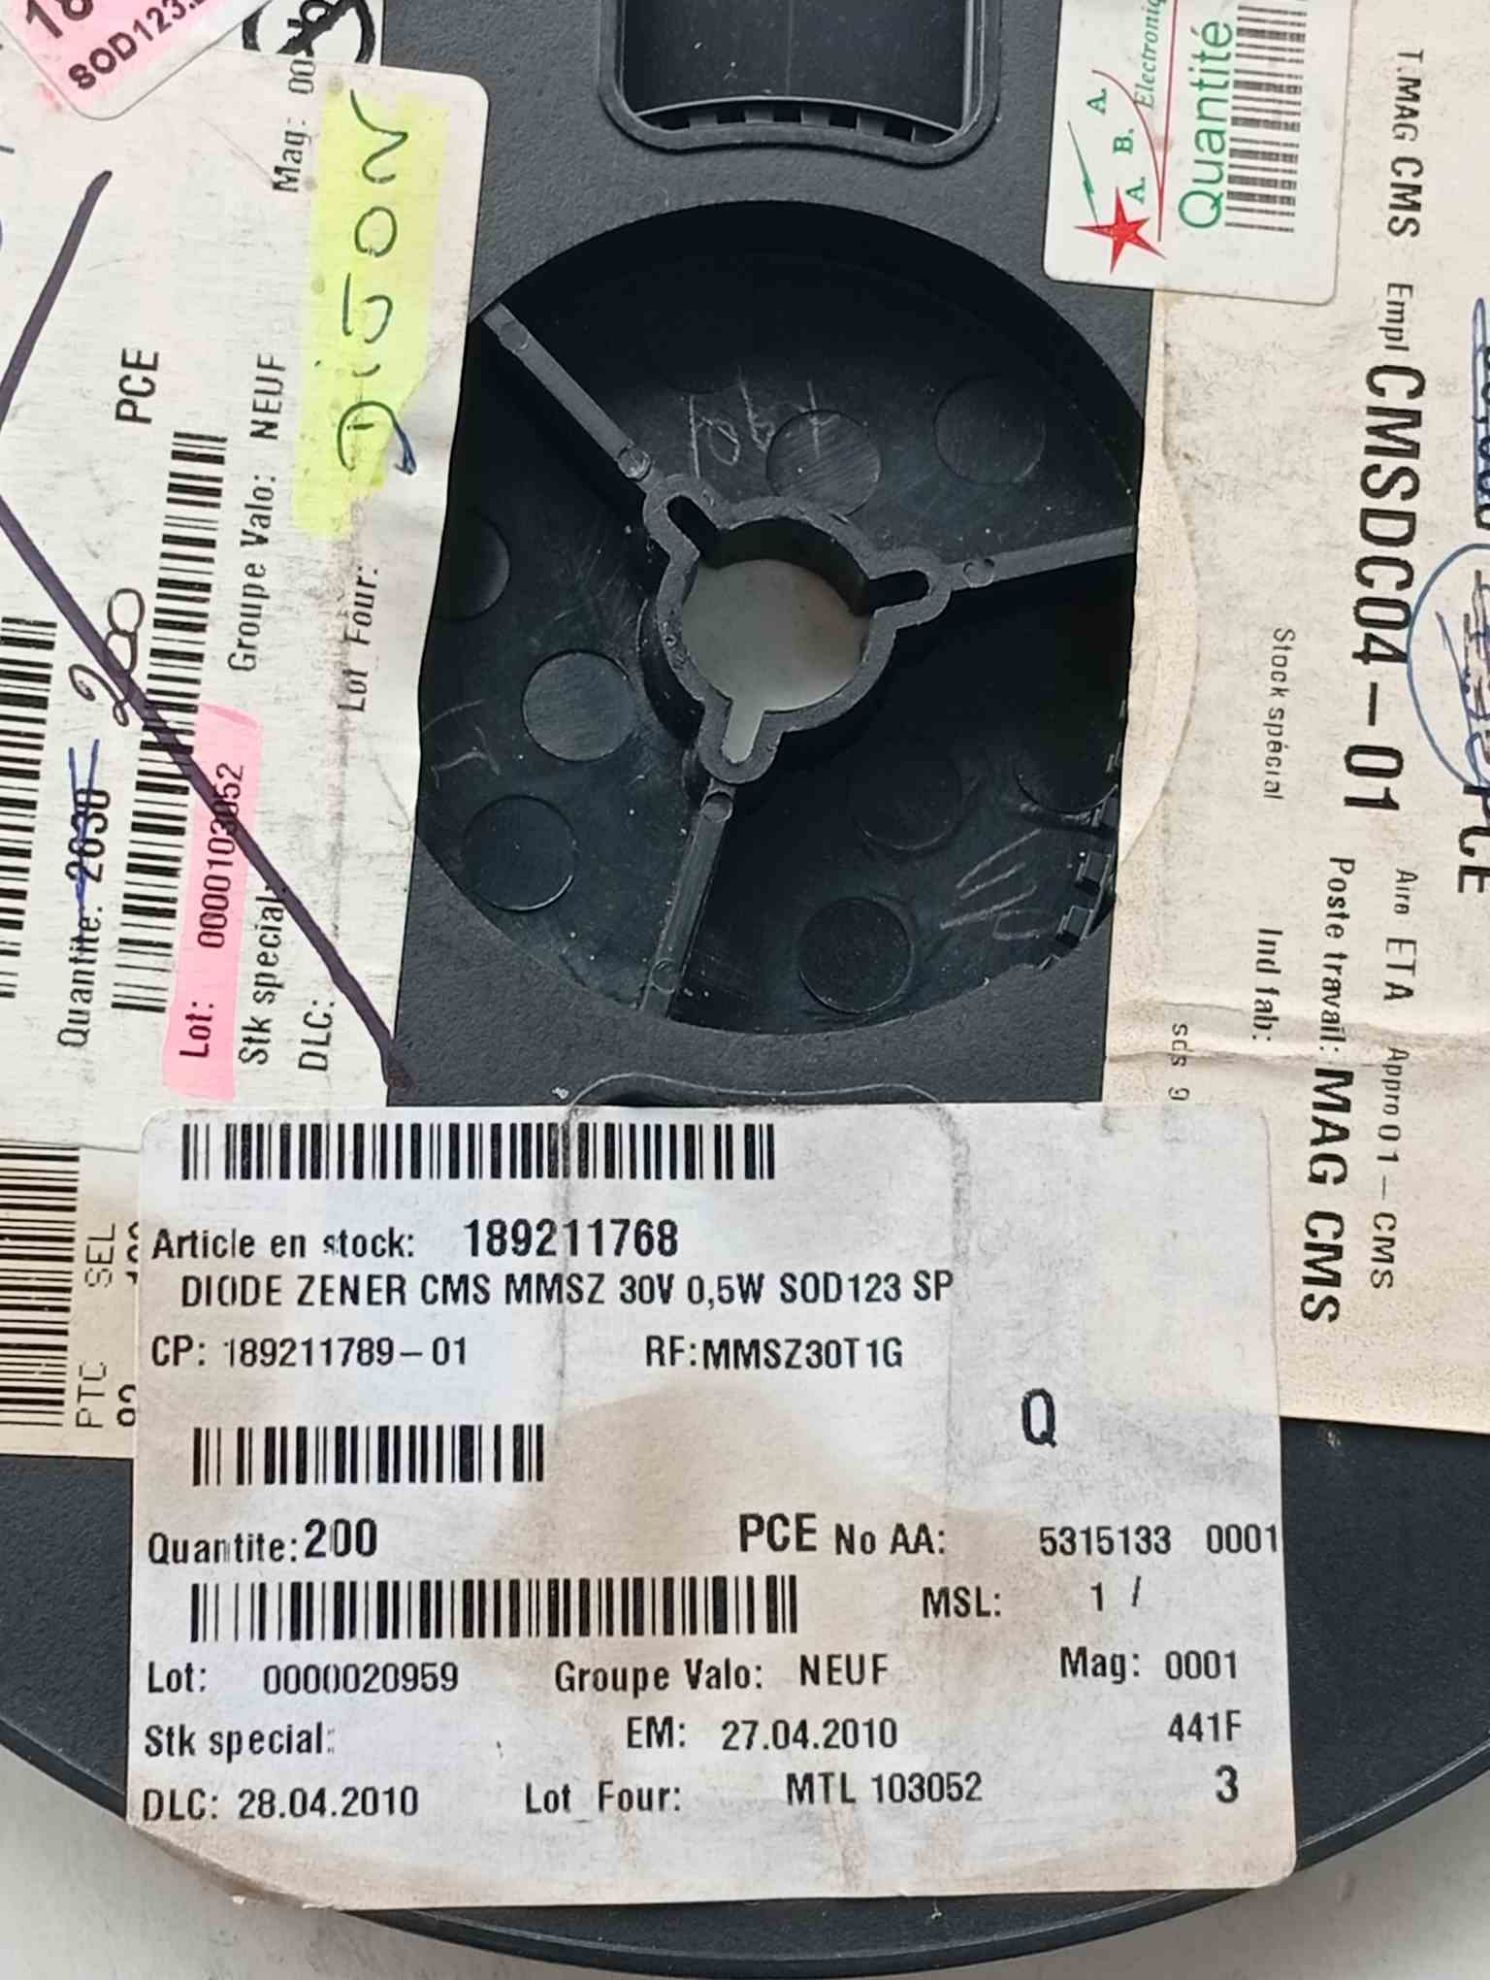 SOD123
Mag: 00
DiJON
PCE
Groupe Valo: NEUF
Lot Four:
200
Quantite: 2630
Lot: 0000103052
Stk special:
DLC:
SEL
PTC
A. B. A.
Electroniq
Quantité
T.MAG CMS Empl CMSDC04-01 Aire ETA Appro 01-CMS
Stock spécial Poste travail: MAG CMS
Ind fab:
PCE
Article en stock: 189211768
DIODE ZENER CMS MMSZ 30V 0,5W SOD123 SP
CP: 189211789-01 RF:MMSZ30T1G
Q
Quantite: 200 PCE No AA: 5315133 0001
MSL: 1 /
Lot: 0000020959 Groupe Valo: NEUF Mag: 0001
Stk special: EM: 27.04.2010 441F
DLC: 28.04.2010 Lot Four: MTL 103052 3